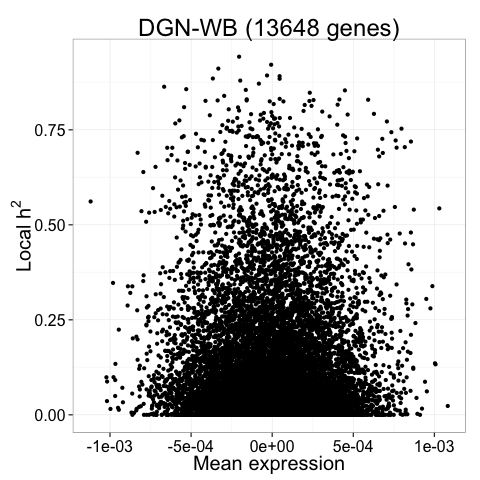 DGN-WB (13648 genes)
Local h²
0.75
0.50
0.25
0.00
-1e-03 -5e-04 0e+00 5e-04 1e-03
Mean expression